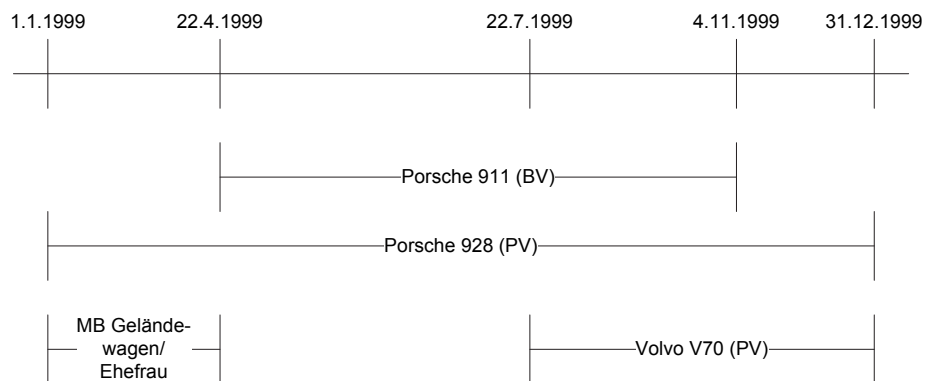 1.1.1999 22.4.1999 22.7.1999 4.11.1999 31.12.1999
Porsche 911 (BV)
Porsche 928 (PV)
MB Gelände-
wagen/
Ehefrau
Volvo V70 (PV)